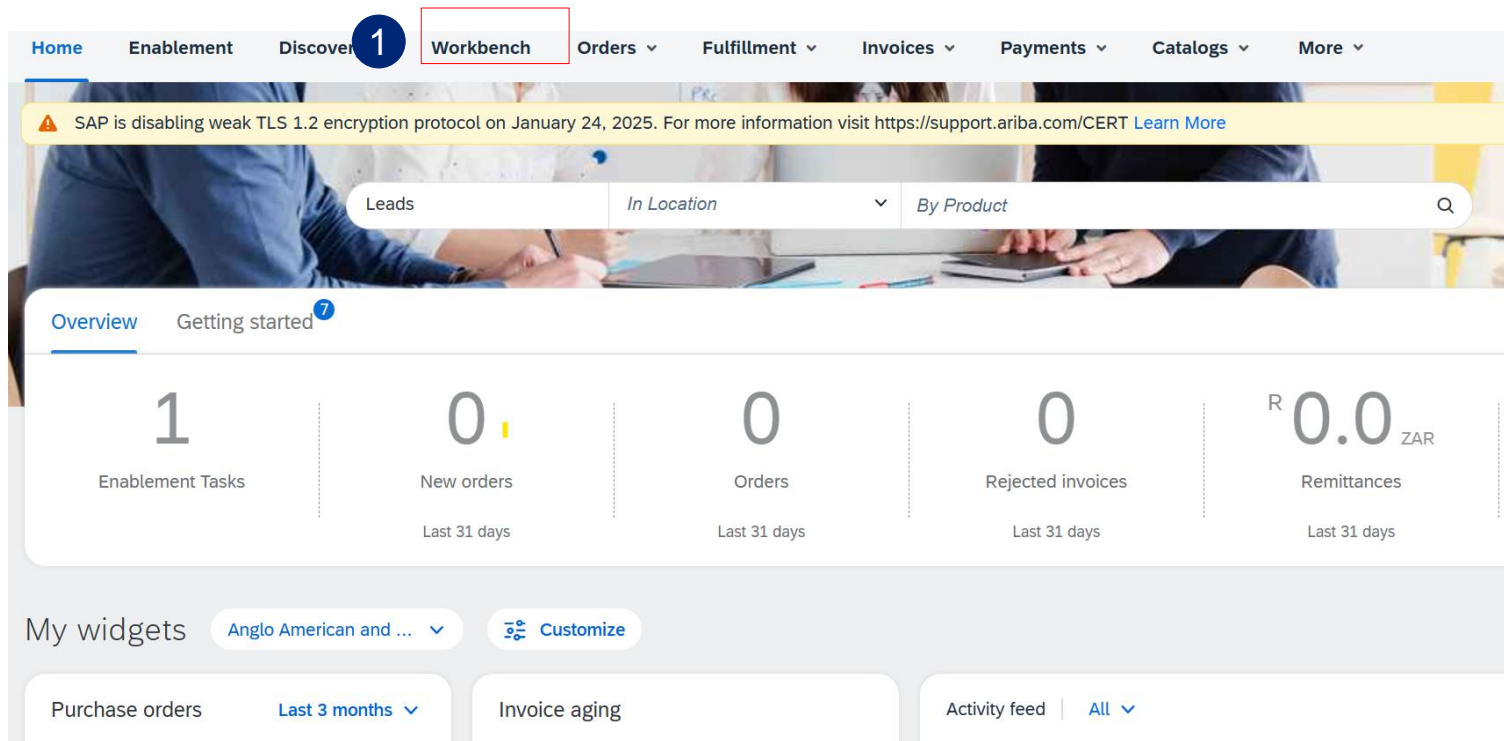 Home Enablement Discover 1 Workbench Orders Fulfillment Invoices Payments Catalogs More
SAP is disabling weak TLS 1.2 encryption protocol on January 24, 2025. For more information visit https://support.ariba.com/CERT Learn More
Leads In Location By Product
Overview Getting started 7
1 0 0 0 R 0.0 ZAR
Enablement Tasks New orders Orders Rejected invoices Remittances
Last 31 days Last 31 days Last 31 days Last 31 days
My widgets Anglo American and ... Customize
Purchase orders Last 3 months Invoice aging Activity feed All